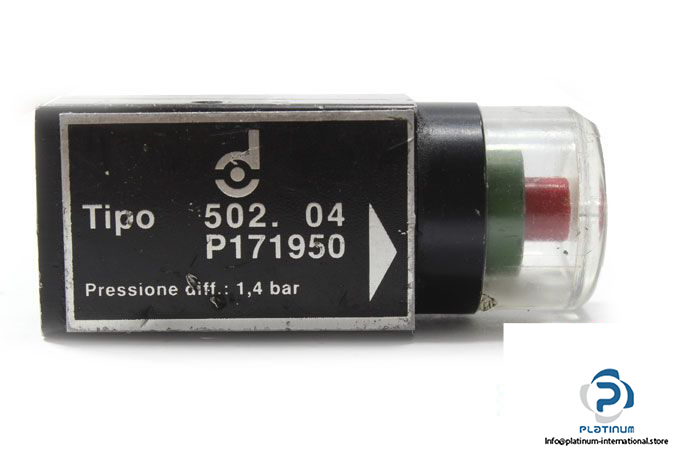 Tipo 502. 04
P171950
Pressione diff.: 1,4 bar
P
PLATINUM
Info@platinum-international.store